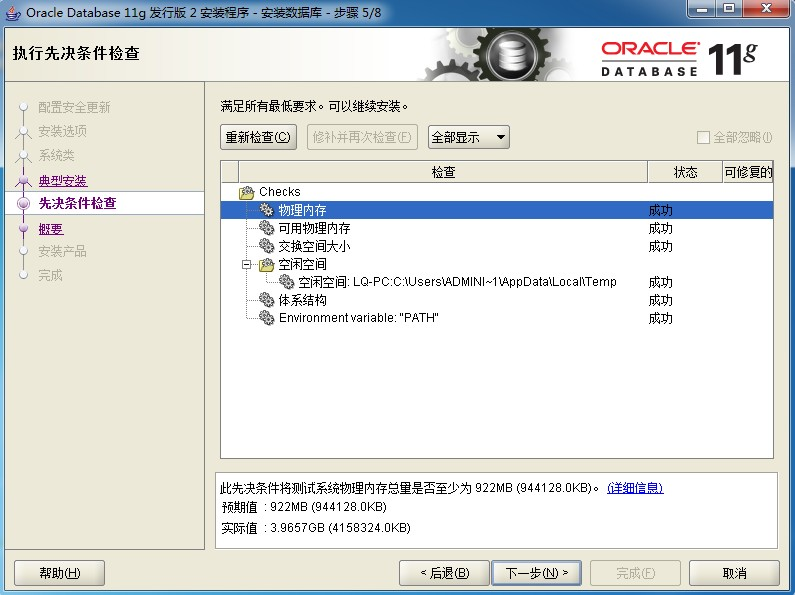 Oracle Database 11g 发行版 2 安装程序 - 安装数据库 - 步骤 5/8
执行先决条件检查
ORACLE
DATABASE
11g
配置安全更新
安装选项
系统类
典型安装
先决条件检查
概要
安装产品
完成
满足所有最低要求。可以继续安装。
重新检查(C) 修补并再次检查(F) 全部显示 全部忽略(I)
检查 状态 可修复的
Checks
物理内存 成功
可用物理内存 成功
交换空间大小 成功
空闲空间
空闲空间: LQ-PC:C:\Users\ADMINI~1\AppData\Local\Temp 成功
体系结构 成功
Environment variable: "PATH" 成功
此先决条件将测试系统物理内存总量是否至少为 922MB (944128.0KB)。 (详细信息)
预期值 : 922MB (944128.0KB)
实际值 : 3.9657GB (4158324.0KB)
帮助(H) < 后退(B) 下一步(N) > 完成(F) 取消